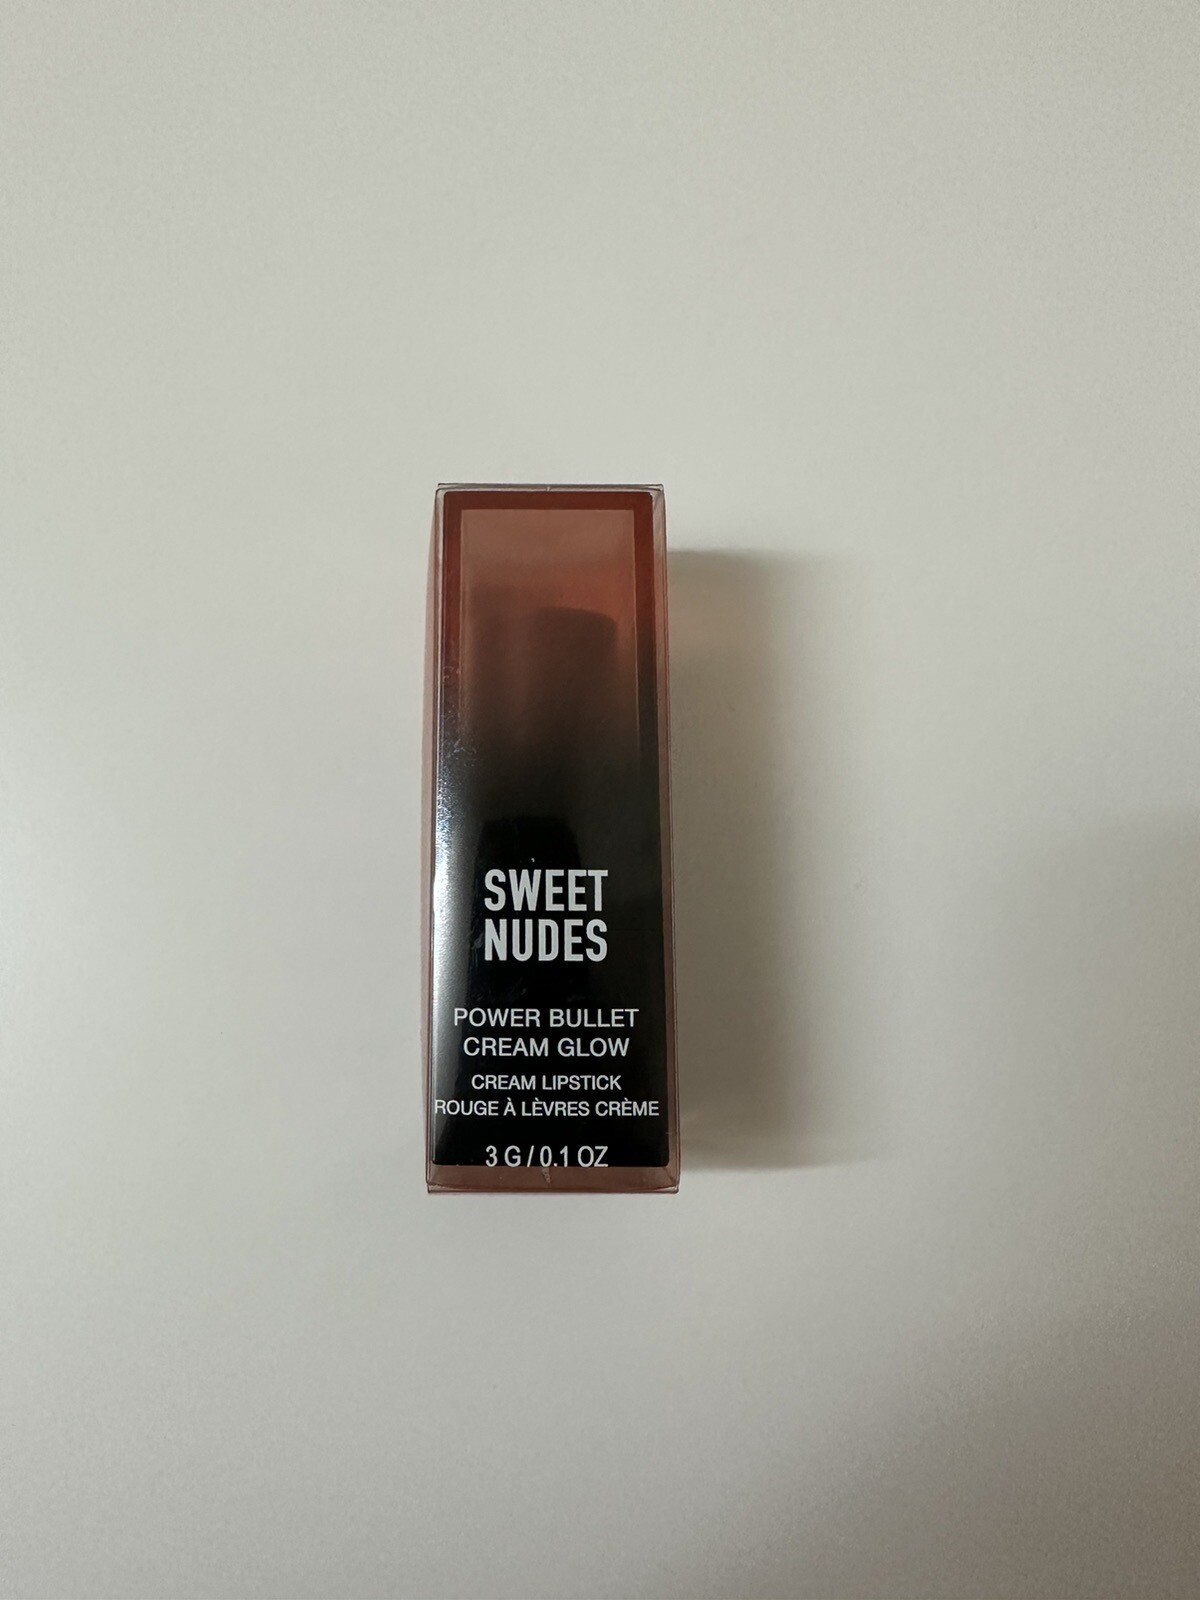 SWEET
NUDES
POWER BULLET
CREAM GLOW
CREAM LIPSTICK
ROUGE À LÈVRES CRÈME
3 G / 0.1 OZ